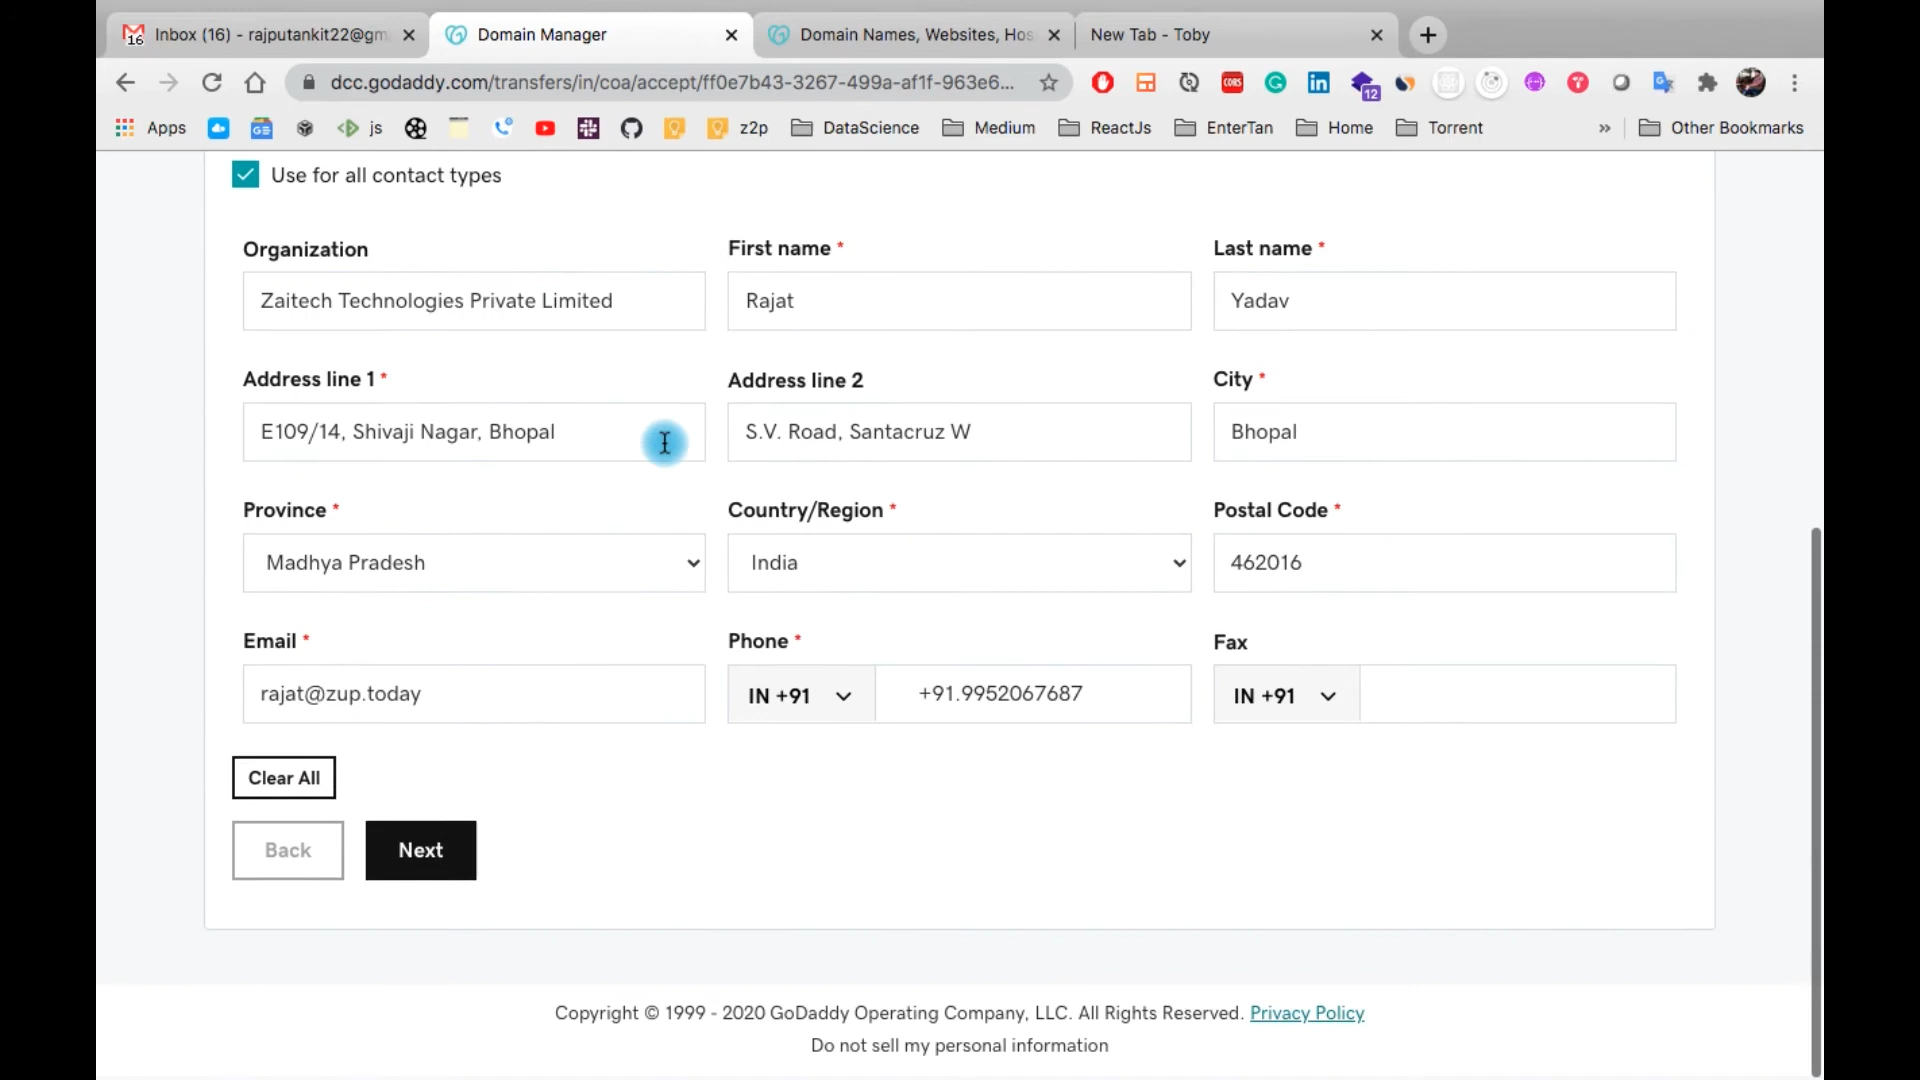 Inbox (16) - rajputankit22@gm
Domain Manager
Domain Names, Websites, Hos
New Tab - Toby
dcc.godaddy.com/transfers/in/coa/accept/ff0e7b43-3267-499a-af1f-963e6...
CORS
12
Apps
js
z2p
DataScience
Medium
ReactJs
EnterTan
Home
Torrent
»
Other Bookmarks
Use for all contact types
Organization
First name *
Last name *
Zaitech Technologies Private Limited
Rajat
Yadav
Address line 1 *
Address line 2
City *
E109/14, Shivaji Nagar, Bhopal
S.V. Road, Santacruz W
Bhopal
Province *
Country/Region *
Postal Code *
Madhya Pradesh
India
462016
Email *
Phone *
Fax
rajat@zup.today
IN +91
+91.9952067687
IN +91
Clear All
Back
Next
Copyright © 1999 - 2020 GoDaddy Operating Company, LLC. All Rights Reserved. Privacy Policy
Do not sell my personal information